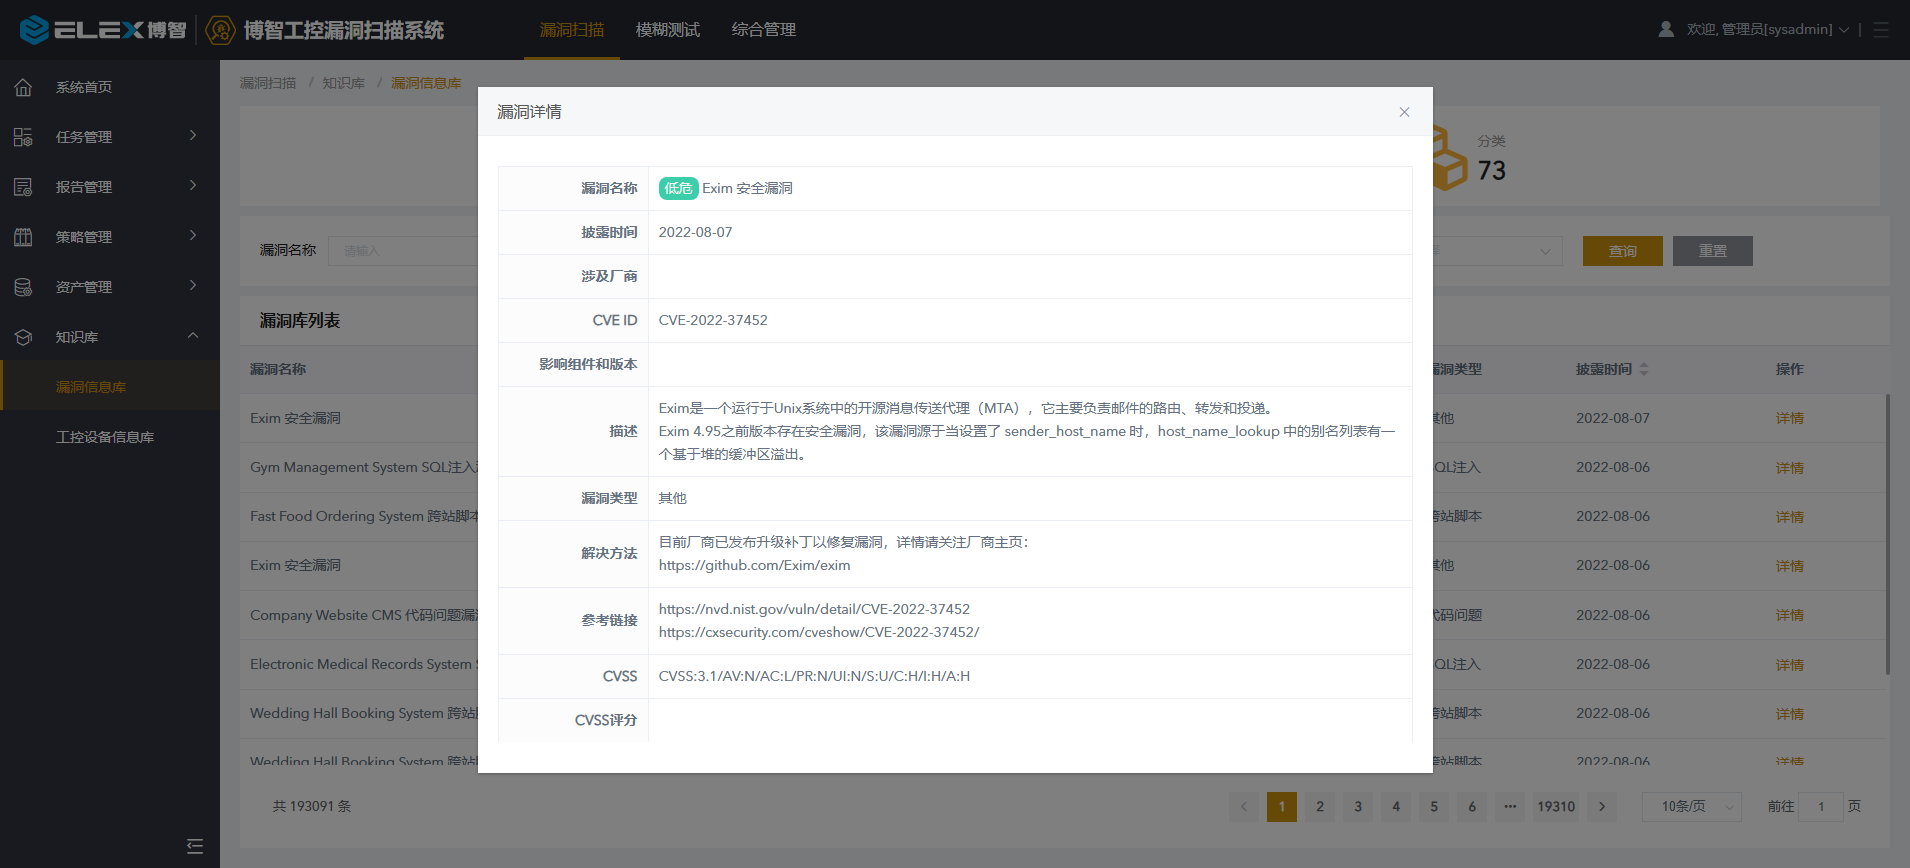 ELEX博智
博智工控漏洞扫描系统
漏洞扫描
模糊测试
综合管理
欢迎, 管理员[sysadmin]
系统首页
任务管理
报告管理
策略管理
资产管理
知识库
漏洞信息库
工控设备信息库
漏洞扫描 / 知识库 / 漏洞信息库
分类
73
漏洞名称
请输入
查询
重置
漏洞库列表
漏洞名称
漏洞类型
披露时间
操作
Exim 安全漏洞
其他
2022-08-07
详情
Gym Management System SQL注入
SQL注入
2022-08-06
详情
Fast Food Ordering System 跨站脚本
跨站脚本
2022-08-06
详情
Exim 安全漏洞
其他
2022-08-06
详情
Company Website CMS 代码问题漏
代码问题
2022-08-06
详情
Electronic Medical Records System
SQL注入
2022-08-06
详情
Wedding Hall Booking System 跨站
跨站脚本
2022-08-06
详情
Wedding Hall Booking System 跨站
跨站脚本
2022-08-06
详情
共 193091 条
1
2
3
4
5
6
···
19310
10条/页
前往 1 页
漏洞详情
漏洞名称
低危 Exim 安全漏洞
披露时间
2022-08-07
涉及厂商
CVE ID
CVE-2022-37452
影响组件和版本
描述
Exim是一个运行于Unix系统中的开源消息传送代理（MTA），它主要负责邮件的路由、转发和投递。
Exim 4.95之前版本存在安全漏洞，该漏洞源于当设置了 sender_host_name 时，host_name_lookup 中的别名列表有一
个基于堆的缓冲区溢出。
漏洞类型
其他
解决方法
目前厂商已发布升级补丁以修复漏洞，详情请关注厂商主页：
https://github.com/Exim/exim
参考链接
https://nvd.nist.gov/vuln/detail/CVE-2022-37452
https://cxsecurity.com/cveshow/CVE-2022-37452/
CVSS
CVSS:3.1/AV:N/AC:L/PR:N/UI:N/S:U/C:H/I:H/A:H
CVSS评分